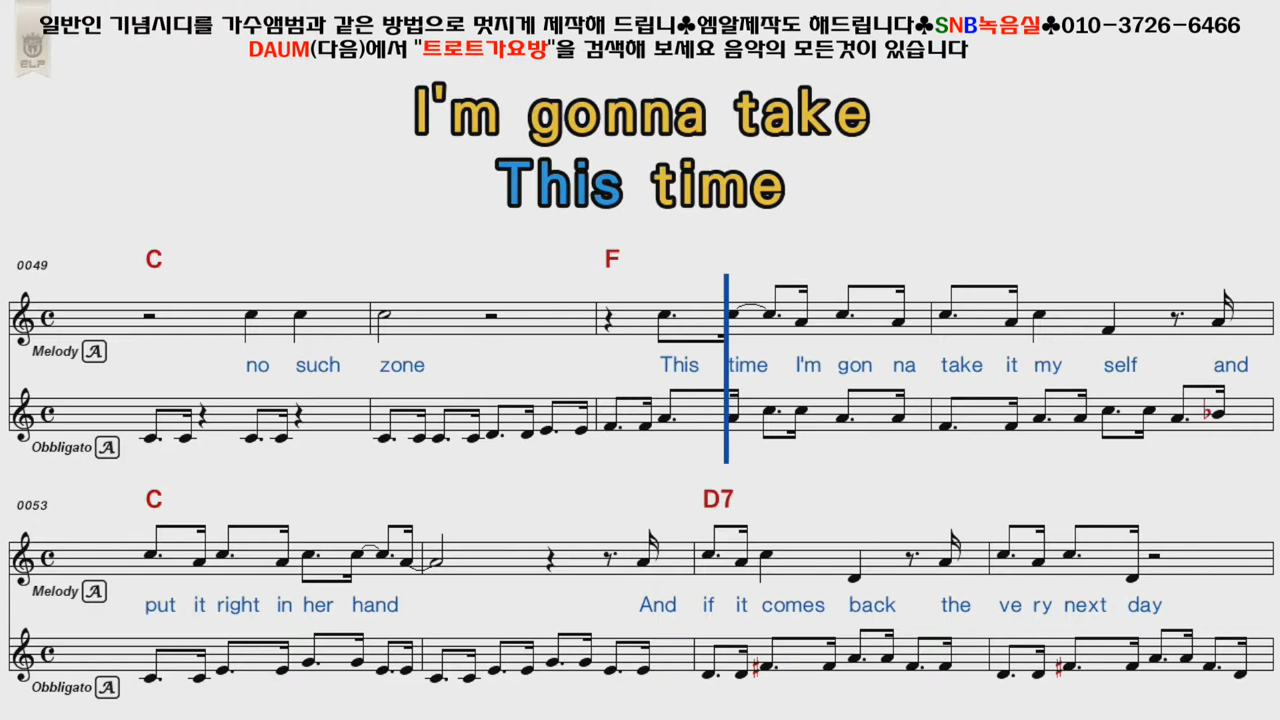 일반인 기념시디를 가수앨범과 같은 방법으로 멋지게 제작해 드립니♣엠알제작도 해드립니다♣SNB녹음실♣010-3726-6466
DAUM(다음)에서 "트로트가요방"을 검색해 보세요 음악의 모든것이 있습니다
ELF
I'm gonna take
This time
0049 C F
Melody A
no such zone This time I'm gon na take it my self and
Obbligato A
0053 C D7
Melody A
put it right in her hand And if it comes back the ve ry next day
Obbligato A